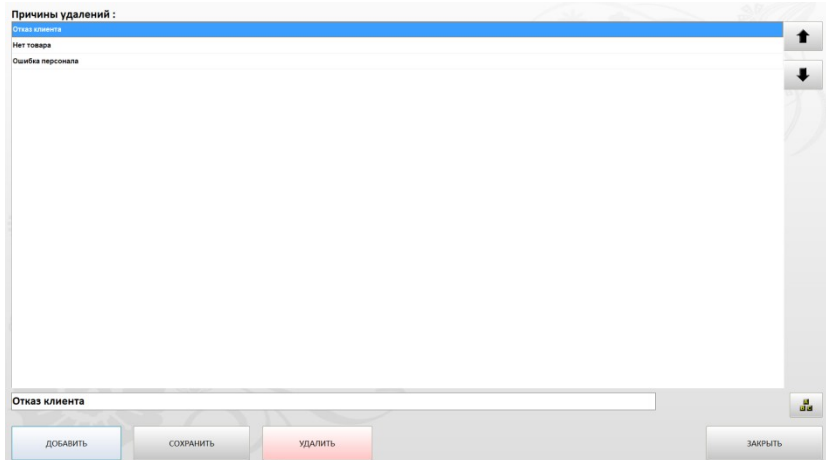 Причины удалений :
Отказ клиента
Нет товара
Ошибка персонала
Отказ клиента
ДОБАВИТЬ
СОХРАНИТЬ
УДАЛИТЬ
ЗАКРЫТЬ